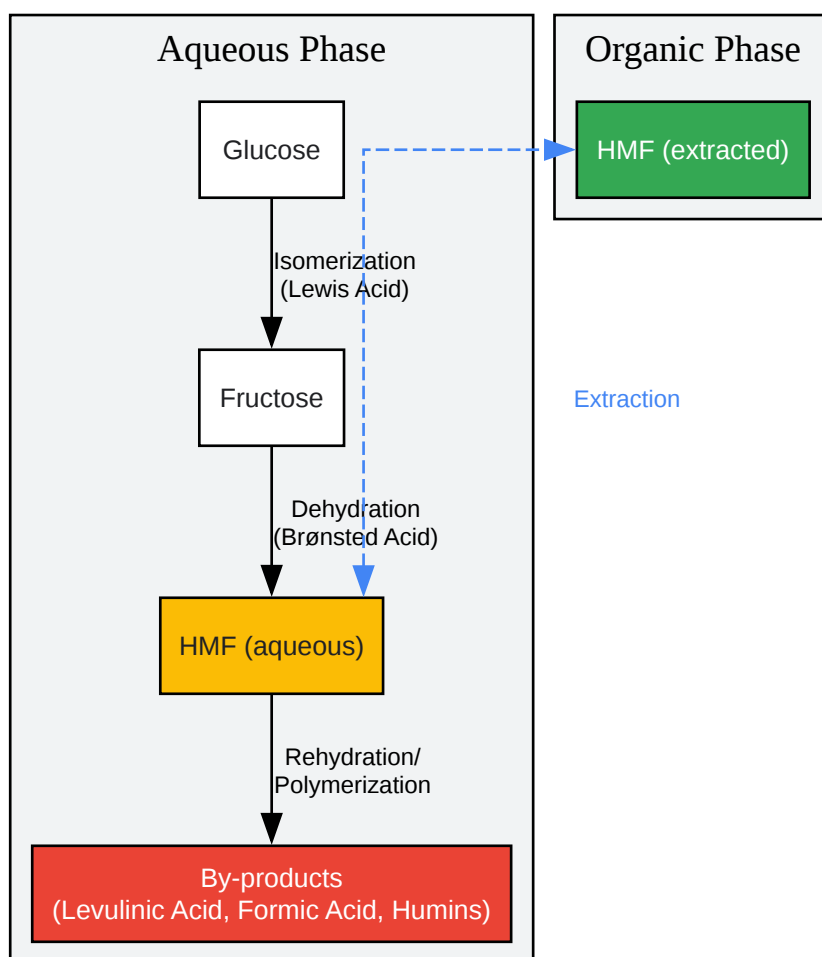 Aqueous Phase
Organic Phase
Glucose
HMF (extracted)
Isomerization
(Lewis Acid)
Fructose
Extraction
Dehydration
(Brønsted Acid)
HMF (aqueous)
Rehydration/
Polymerization
By-products
(Levulinic Acid, Formic Acid, Humins)